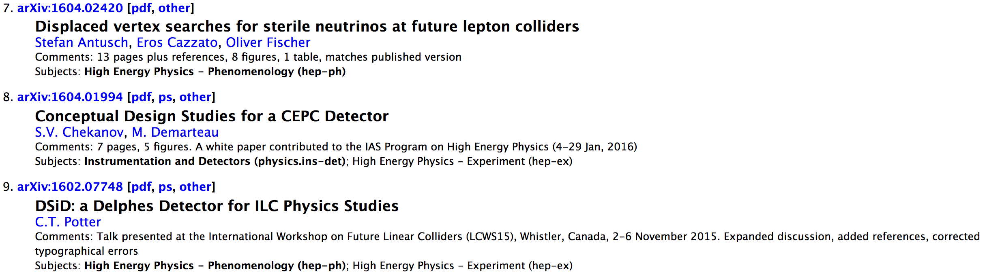 7. arXiv:1604.02420 [pdf, other]
Displaced vertex searches for sterile neutrinos at future lepton colliders
Stefan Antusch, Eros Cazzato, Oliver Fischer
Comments: 13 pages plus references, 8 figures, 1 table, matches published version
Subjects: High Energy Physics - Phenomenology (hep-ph)
8. arXiv:1604.01994 [pdf, ps, other]
Conceptual Design Studies for a CEPC Detector
S.V. Chekanov, M. Demarteau
Comments: 7 pages, 5 figures. A white paper contributed to the IAS Program on High Energy Physics (4-29 Jan, 2016)
Subjects: Instrumentation and Detectors (physics.ins-det); High Energy Physics - Experiment (hep-ex)
9. arXiv:1602.07748 [pdf, ps, other]
DSiD: a Delphes Detector for ILC Physics Studies
C.T. Potter
Comments: Talk presented at the International Workshop on Future Linear Colliders (LCWS15), Whistler, Canada, 2-6 November 2015. Expanded discussion, added references, corrected
typographical errors
Subjects: High Energy Physics - Phenomenology (hep-ph); High Energy Physics - Experiment (hep-ex)